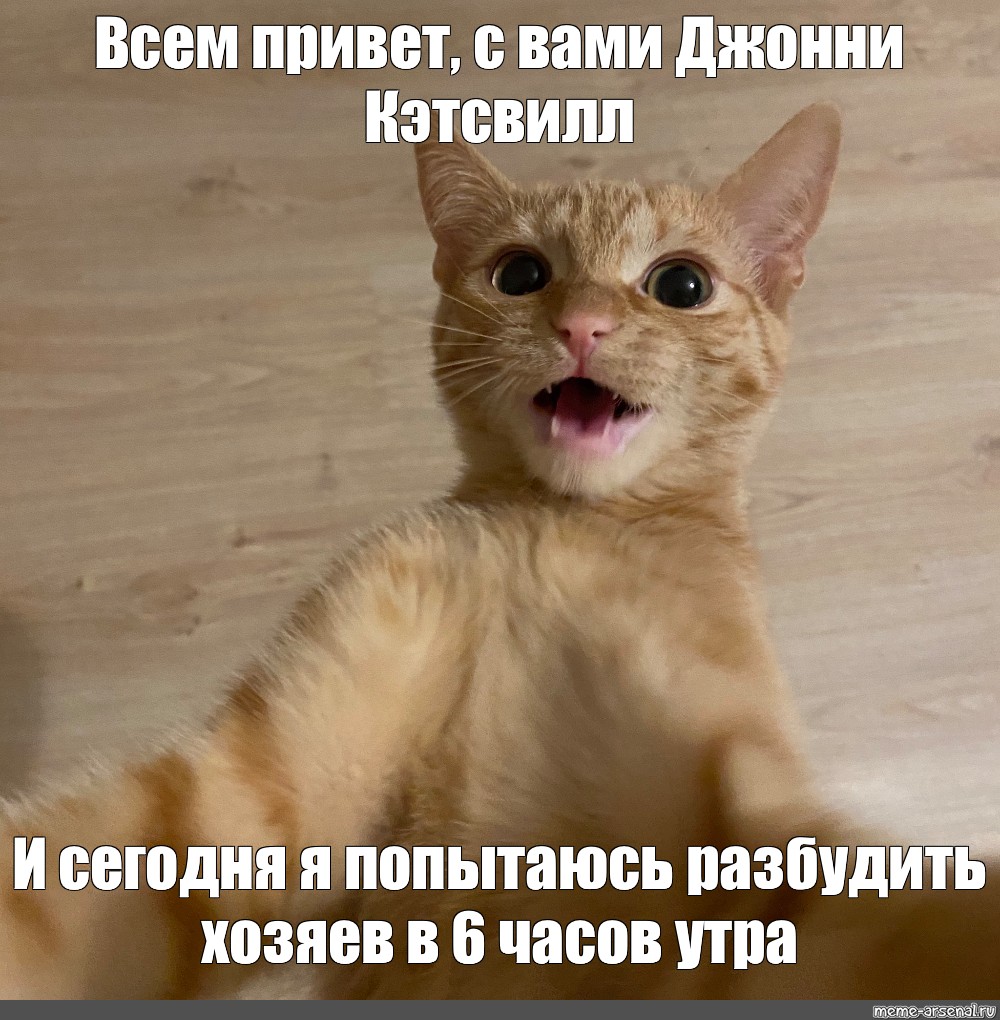 Всем привет, с вами Джонни
Кэтсвилл
И сегодня я попытаюсь разбудить
хозяев в 6 часов утра
meme-arsenal.ru